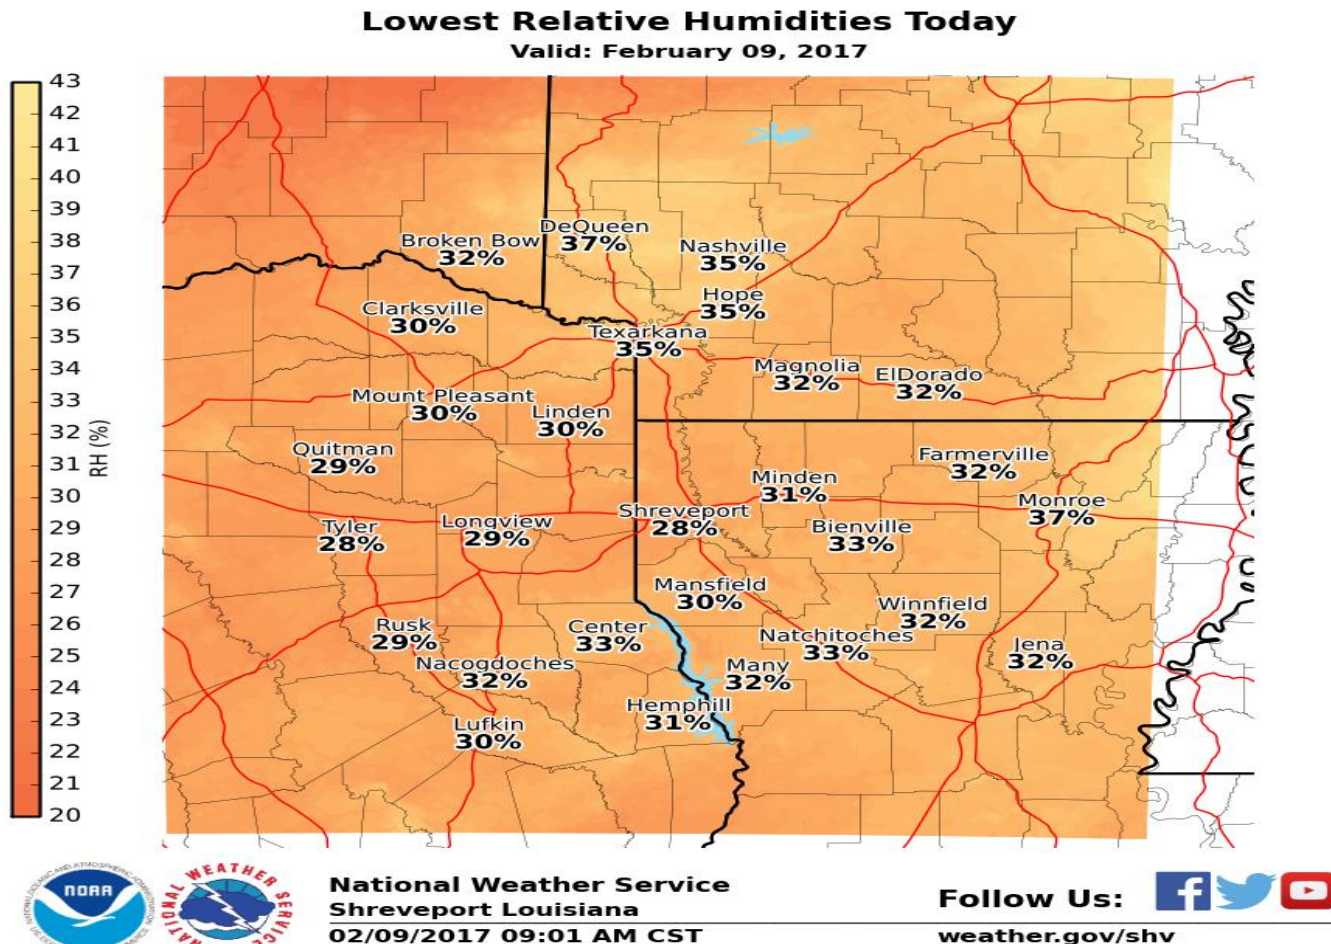 Lowest Relative Humidities Today
Valid: February 09, 2017
43
42
41
40
39
38
37
36
35
34
33
32
31
30
29
28
27
26
25
24
23
22
21
20
RH (%)
DeQueen
37%
Broken Bow
32%
Nashville
35%
Hope
35%
Clarksville
30%
Texarkana
35%
Magnolia
32%
ElDorado
32%
Mount Pleasant
30%
Linden
30%
Quitman
29%
Farmerville
32%
Minden
31%
Monroe
37%
Shreveport
28%
Longview
29%
Tyler
28%
Bienville
33%
Mansfield
30%
Winnfield
32%
Rusk
29%
Center
33%
Natchitoches
33%
Jena
32%
Nacogdoches
32%
Many
32%
Hemphill
31%
Lufkin
30%
NOAA
NATIONAL WEATHER SERVICE
National Weather Service
Shreveport Louisiana
02/09/2017 09:01 AM CST
Follow Us:
weather.gov/shv